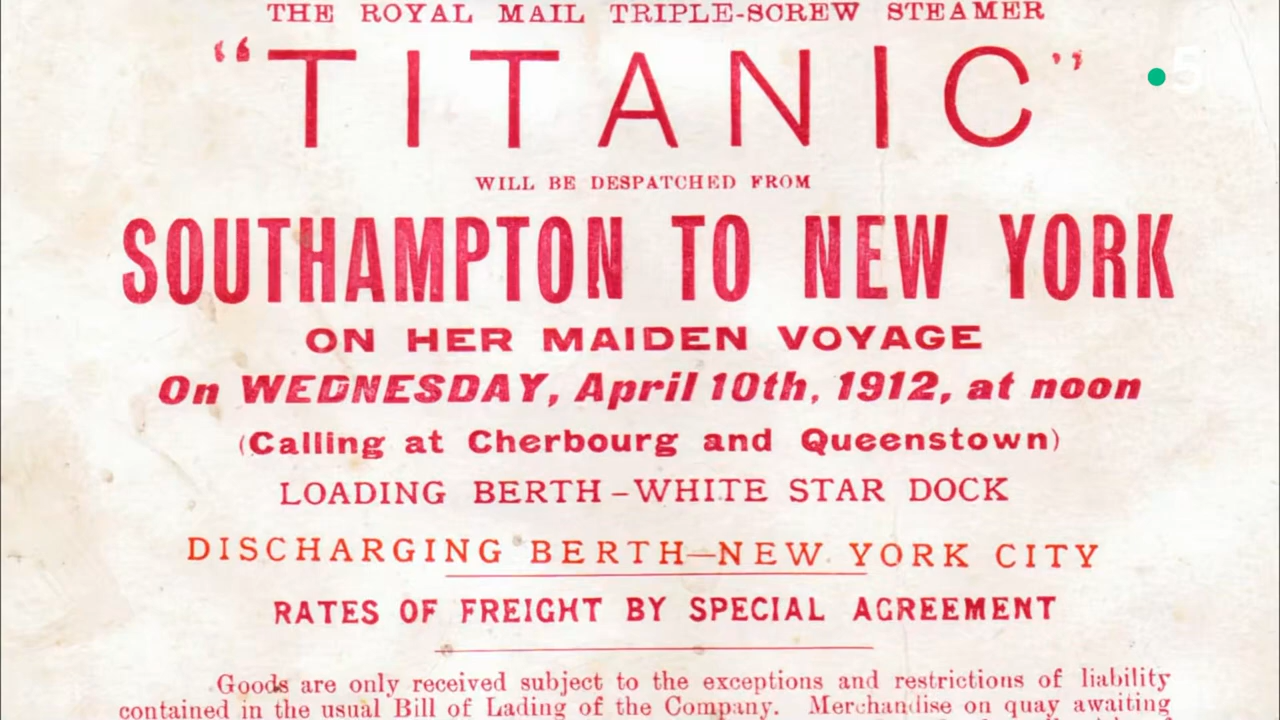 THE ROYAL MAIL TRIPLE-SCREW STEAMER
“TITANIC”
5
WILL BE DESPATCHED FROM
SOUTHAMPTON TO NEW YORK
ON HER MAIDEN VOYAGE
On WEDNESDAY, April 10th, 1912, at noon
(Calling at Cherbourg and Queenstown)
LOADING BERTH–WHITE STAR DOCK
DISCHARGING BERTH—NEW YORK CITY
RATES OF FREIGHT BY SPECIAL AGREEMENT
Goods are only received subject to the exceptions and restrictions of liability
contained in the usual Bill of Lading of the Company. Merchandise on quay awaiting